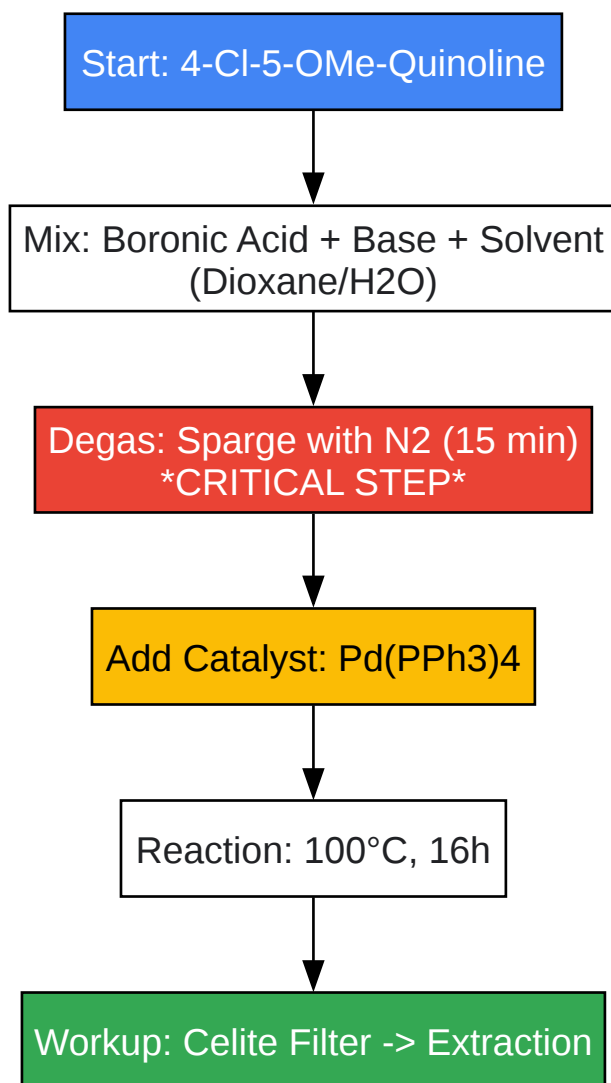 Start: 4-Cl-5-OMe-Quinoline
Mix: Boronic Acid + Base + Solvent
(Dioxane/H2O)
Degas: Sparge with N2 (15 min)
*CRITICAL STEP*
Add Catalyst: Pd(PPh3)4
Reaction: 100°C, 16h
Workup: Celite Filter -> Extraction